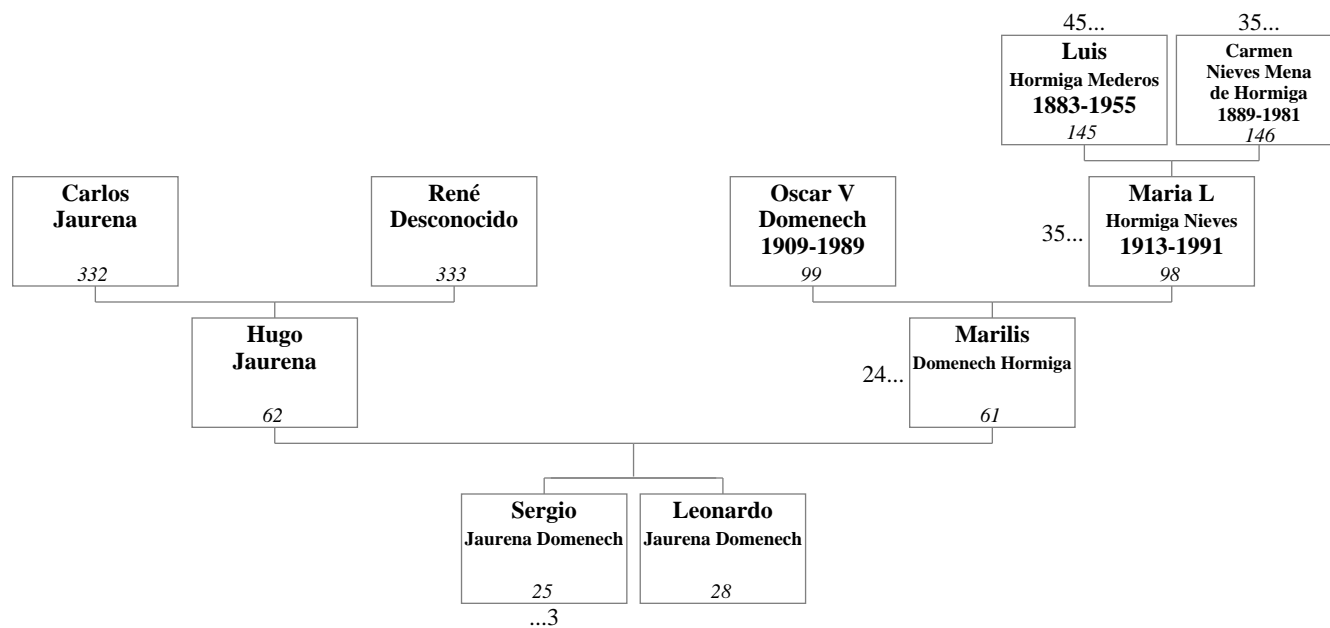 45...
35...
Luis
Hormiga Mederos
1883-1955
145
Carmen
Nieves Mena
de Hormiga
1889-1981
146
Carlos
Jaurena
332
René
Desconocido
333
Oscar V
Domenech
1909-1989
99
35...
Maria L
Hormiga Nieves
1913-1991
98
Hugo
Jaurena
62
24...
Marilis
Domenech Hormiga
61
Sergio
Jaurena Domenech
25
...3
Leonardo
Jaurena Domenech
28